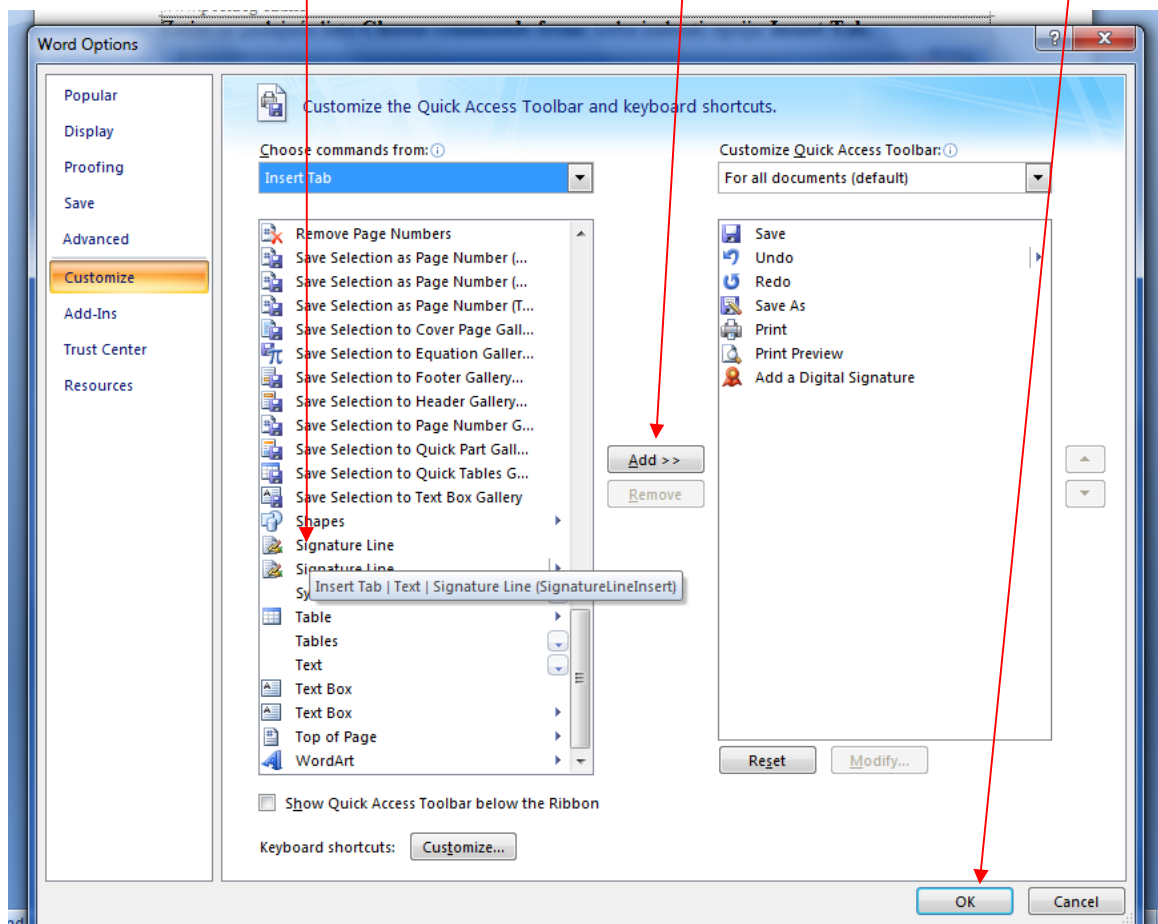 Word Options
Popular
Display
Proofing
Save
Advanced
Customize
Add-Ins
Trust Center
Resources
Customize the Quick Access Toolbar and keyboard shortcuts.
Choose commands from:
Insert Tab
Remove Page Numbers
Save Selection as Page Number (...
Save Selection as Page Number (...
Save Selection as Page Number (T...
Save Selection to Cover Page Gall...
Save Selection to Equation Galler...
Save Selection to Footer Gallery...
Save Selection to Header Gallery...
Save Selection to Page Number G...
Save Selection to Quick Part Gall...
Save Selection to Quick Tables G...
Save Selection to Text Box Gallery
Shapes
Signature Line
Signature Line
Insert Tab | Text | Signature Line (SignatureLineInsert)
Table
Tables
Text
Text Box
Text Box
Top of Page
WordArt
Add >>
Remove
Customize Quick Access Toolbar:
For all documents (default)
Save
Undo
Redo
Save As
Print
Print Preview
Add a Digital Signature
Reset
Modify...
Show Quick Access Toolbar below the Ribbon
Keyboard shortcuts:
Customize...
OK
Cancel